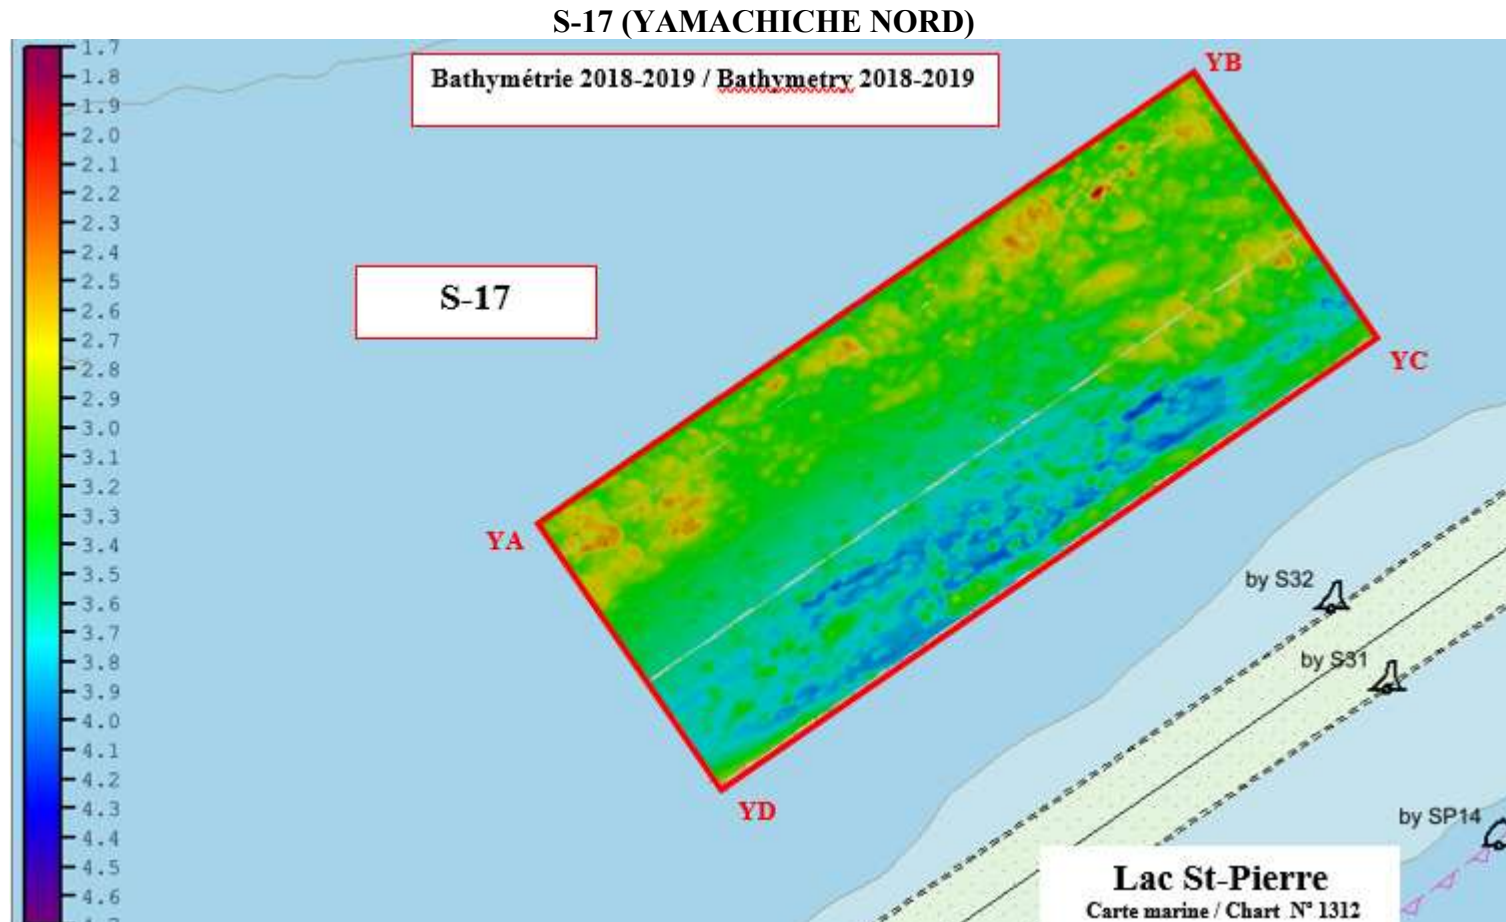 S-17 (YAMACHICHE NORD)
1.7
1.8
1.9
2.0
2.1
2.2
2.3
2.4
2.5
2.6
2.7
2.8
2.9
3.0
3.1
3.2
3.3
3.4
3.5
3.6
3.7
3.8
3.9
4.0
4.1
4.2
4.3
4.4
4.5
4.6
Bathymétrie 2018-2019 / Bathymetry 2018-2019
S-17
YB
YC
YA
YD
by S32
by S31
by SP14
Lac St-Pierre
Carte marine / Chart N° 1312